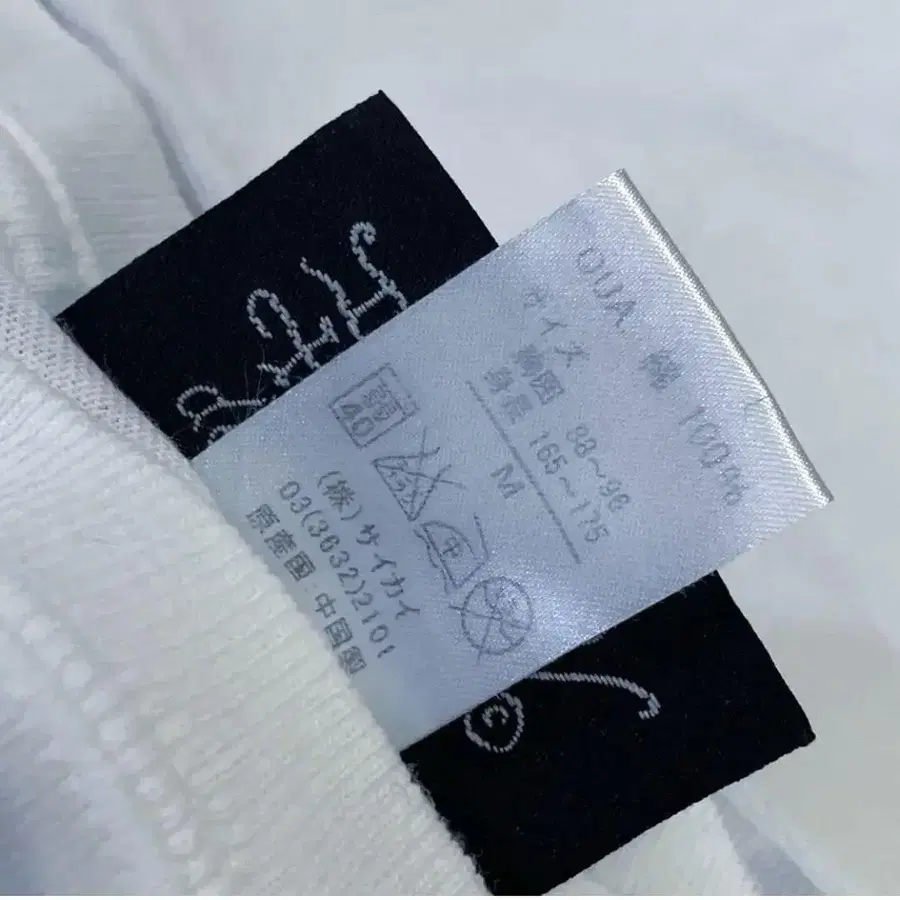 綿 100%
サイズ
胸囲 88～96
身長 165～175
M
弱
40
中
(株)サイカイ
03(3632)2101
原産国:中国製